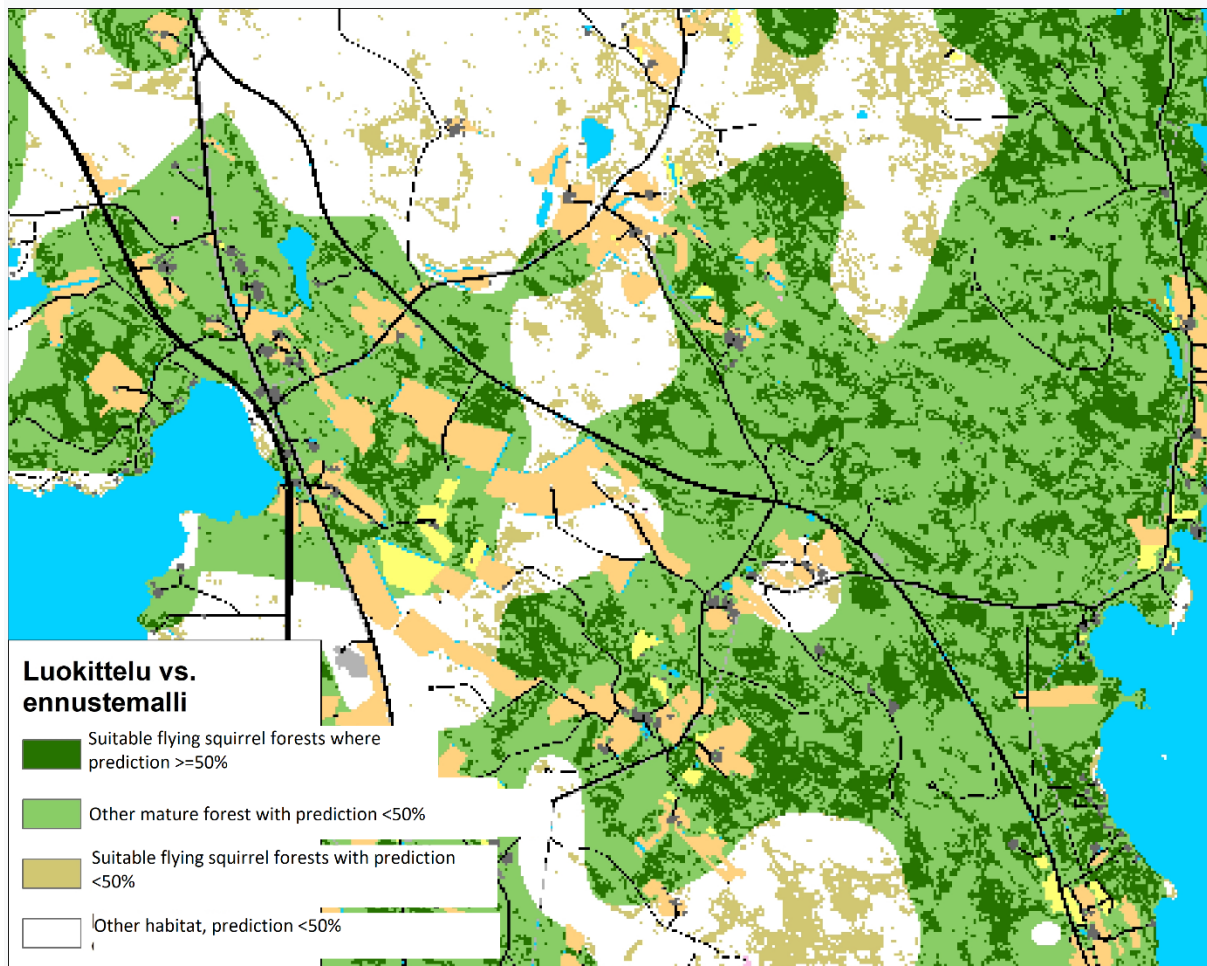 Luokittelu vs.
ennustemalli
Suitable flying squirrel forests where
prediction >=50%
Other mature forest with prediction <50%
Suitable flying squirrel forests with prediction
<50%
Other habitat, prediction <50%